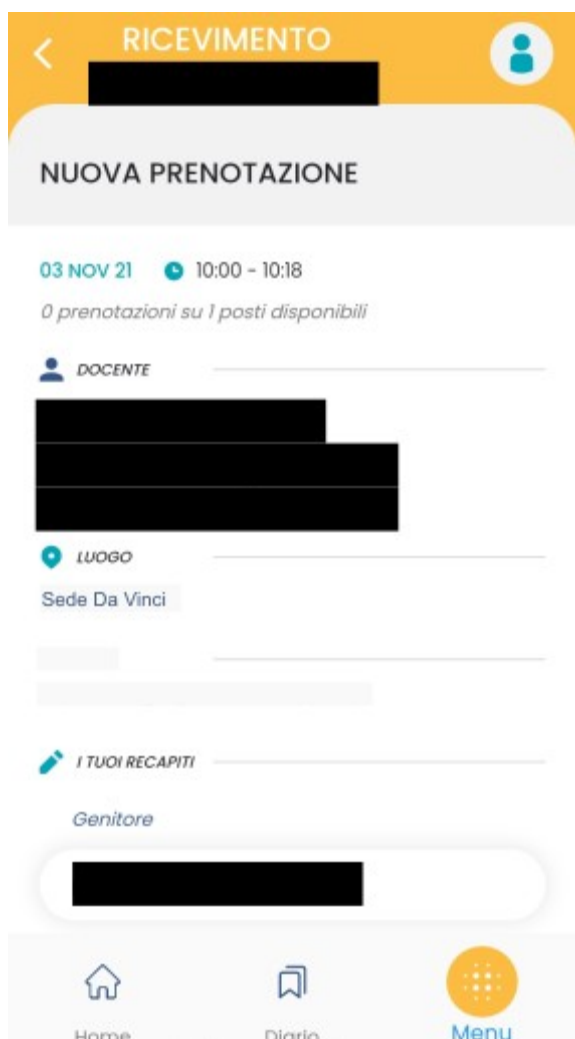 RICEVIMENTO
NUOVA PRENOTAZIONE
03 NOV 21 10:00 - 10:18
0 prenotazioni su 1 posti disponibili
DOCENTE
LUOGO
Sede Da Vinci
I TUOI RECAPITI
Genitore
Home Diario Menu